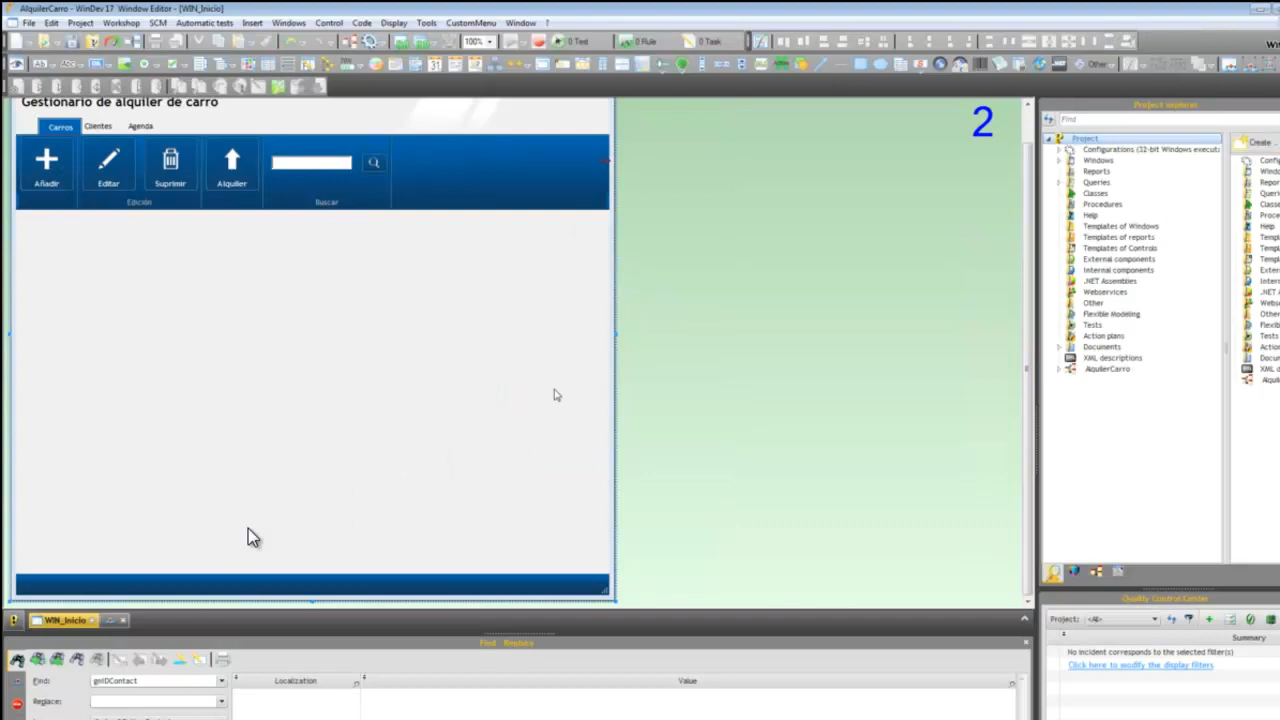 AlquilerCarro - WinDev 17 Window Editor - [WIN_Inicio]
File Edit Project Workshop SCM Automatic tests Insert Windows Control Code Display Tools CustomMenu Window ?
100% 0 Test 0 Rule 0 Task
Other
Gestionario de alquiler de carro
Carros Clientes Agenda
Añadir Editar Suprimir Alquiler
Edición Buscar
2
Project explorer
Find
Project
Configurations (32-bit Windows execut
Windows
Reports
Queries
Classes
Procedures
Help
Templates of Windows
Templates of reports
Templates of Controls
External components
Internal components
.NET Assemblies
Webservices
Other
Flexible Modeling
Tests
Action plans
Documents
XML descriptions
AlquilerCarro
Create
WIN_Inicio
Find - Replace
Find: gnIDContact
Replace:
Localization Value
Quality Control Center
Project: <All>
Summary
No incident corresponds to the selected filter(s)
Click here to modify the display filters